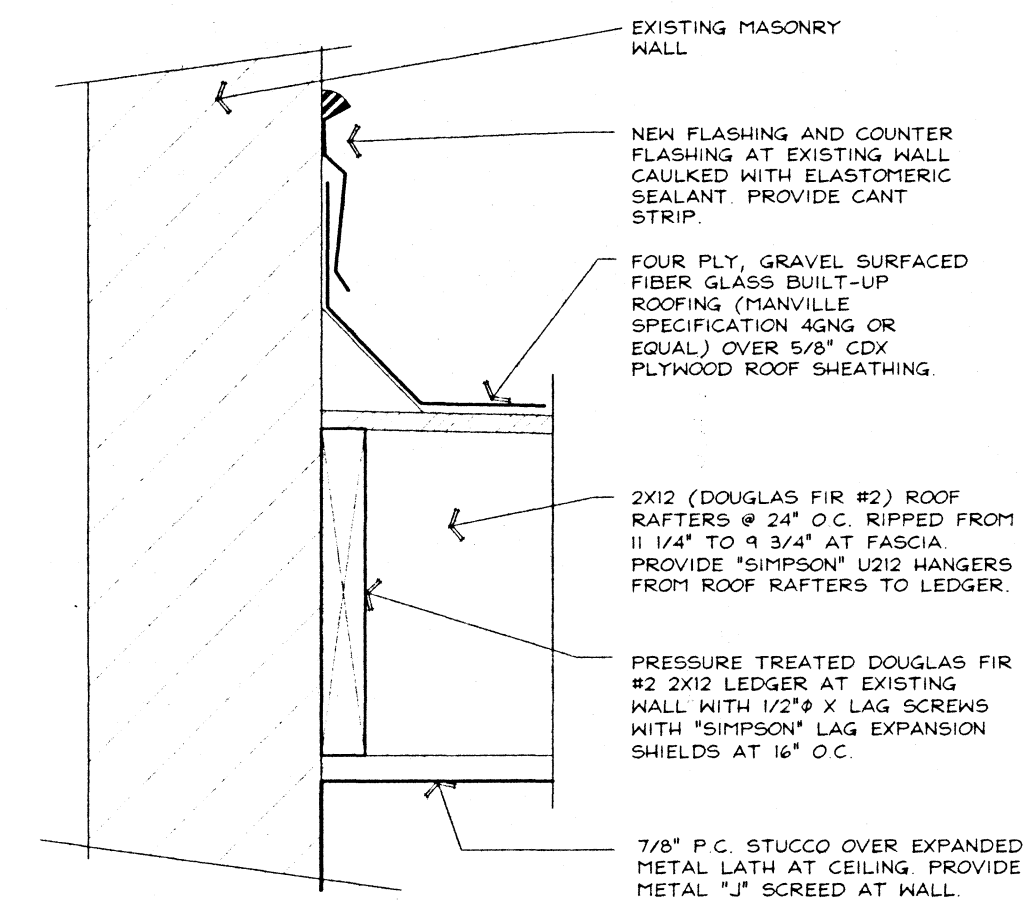 EXISTING MASONRY
WALL
NEW FLASHING AND COUNTER
FLASHING AT EXISTING WALL
CAULKED WITH ELASTOMERIC
SEALANT. PROVIDE CANT
STRIP.
FOUR PLY, GRAVEL SURFACED
FIBER GLASS BUILT-UP
ROOFING (MANVILLE
SPECIFICATION 4GNG OR
EQUAL) OVER 5/8" CDX
PLYWOOD ROOF SHEATHING.
2X12 (DOUGLAS FIR #2) ROOF
RAFTERS @ 24" O.C. RIPPED FROM
11 1/4" TO 9 3/4" AT FASCIA.
PROVIDE "SIMPSON" U212 HANGERS
FROM ROOF RAFTERS TO LEDGER.
PRESSURE TREATED DOUGLAS FIR
#2 2X12 LEDGER AT EXISTING
WALL WITH 1/2"ϕ X LAG SCREWS
WITH "SIMPSON" LAG EXPANSION
SHIELDS AT 16" O.C.
7/8" P.C. STUCCO OVER EXPANDED
METAL LATH AT CEILING. PROVIDE
METAL "J" SCREED AT WALL.